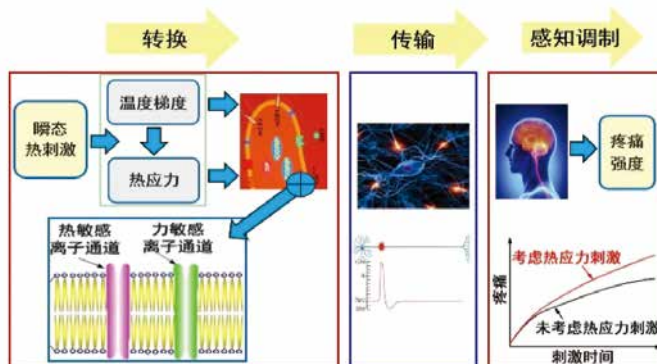 转换
传输
感知调制
瞬态
热刺激
温度梯度
热应力
热敏感
离子通道
力敏感
离子通道
疼痛
强度
疼痛
考虑热应力刺激
未考虑热应力刺激
刺激时间